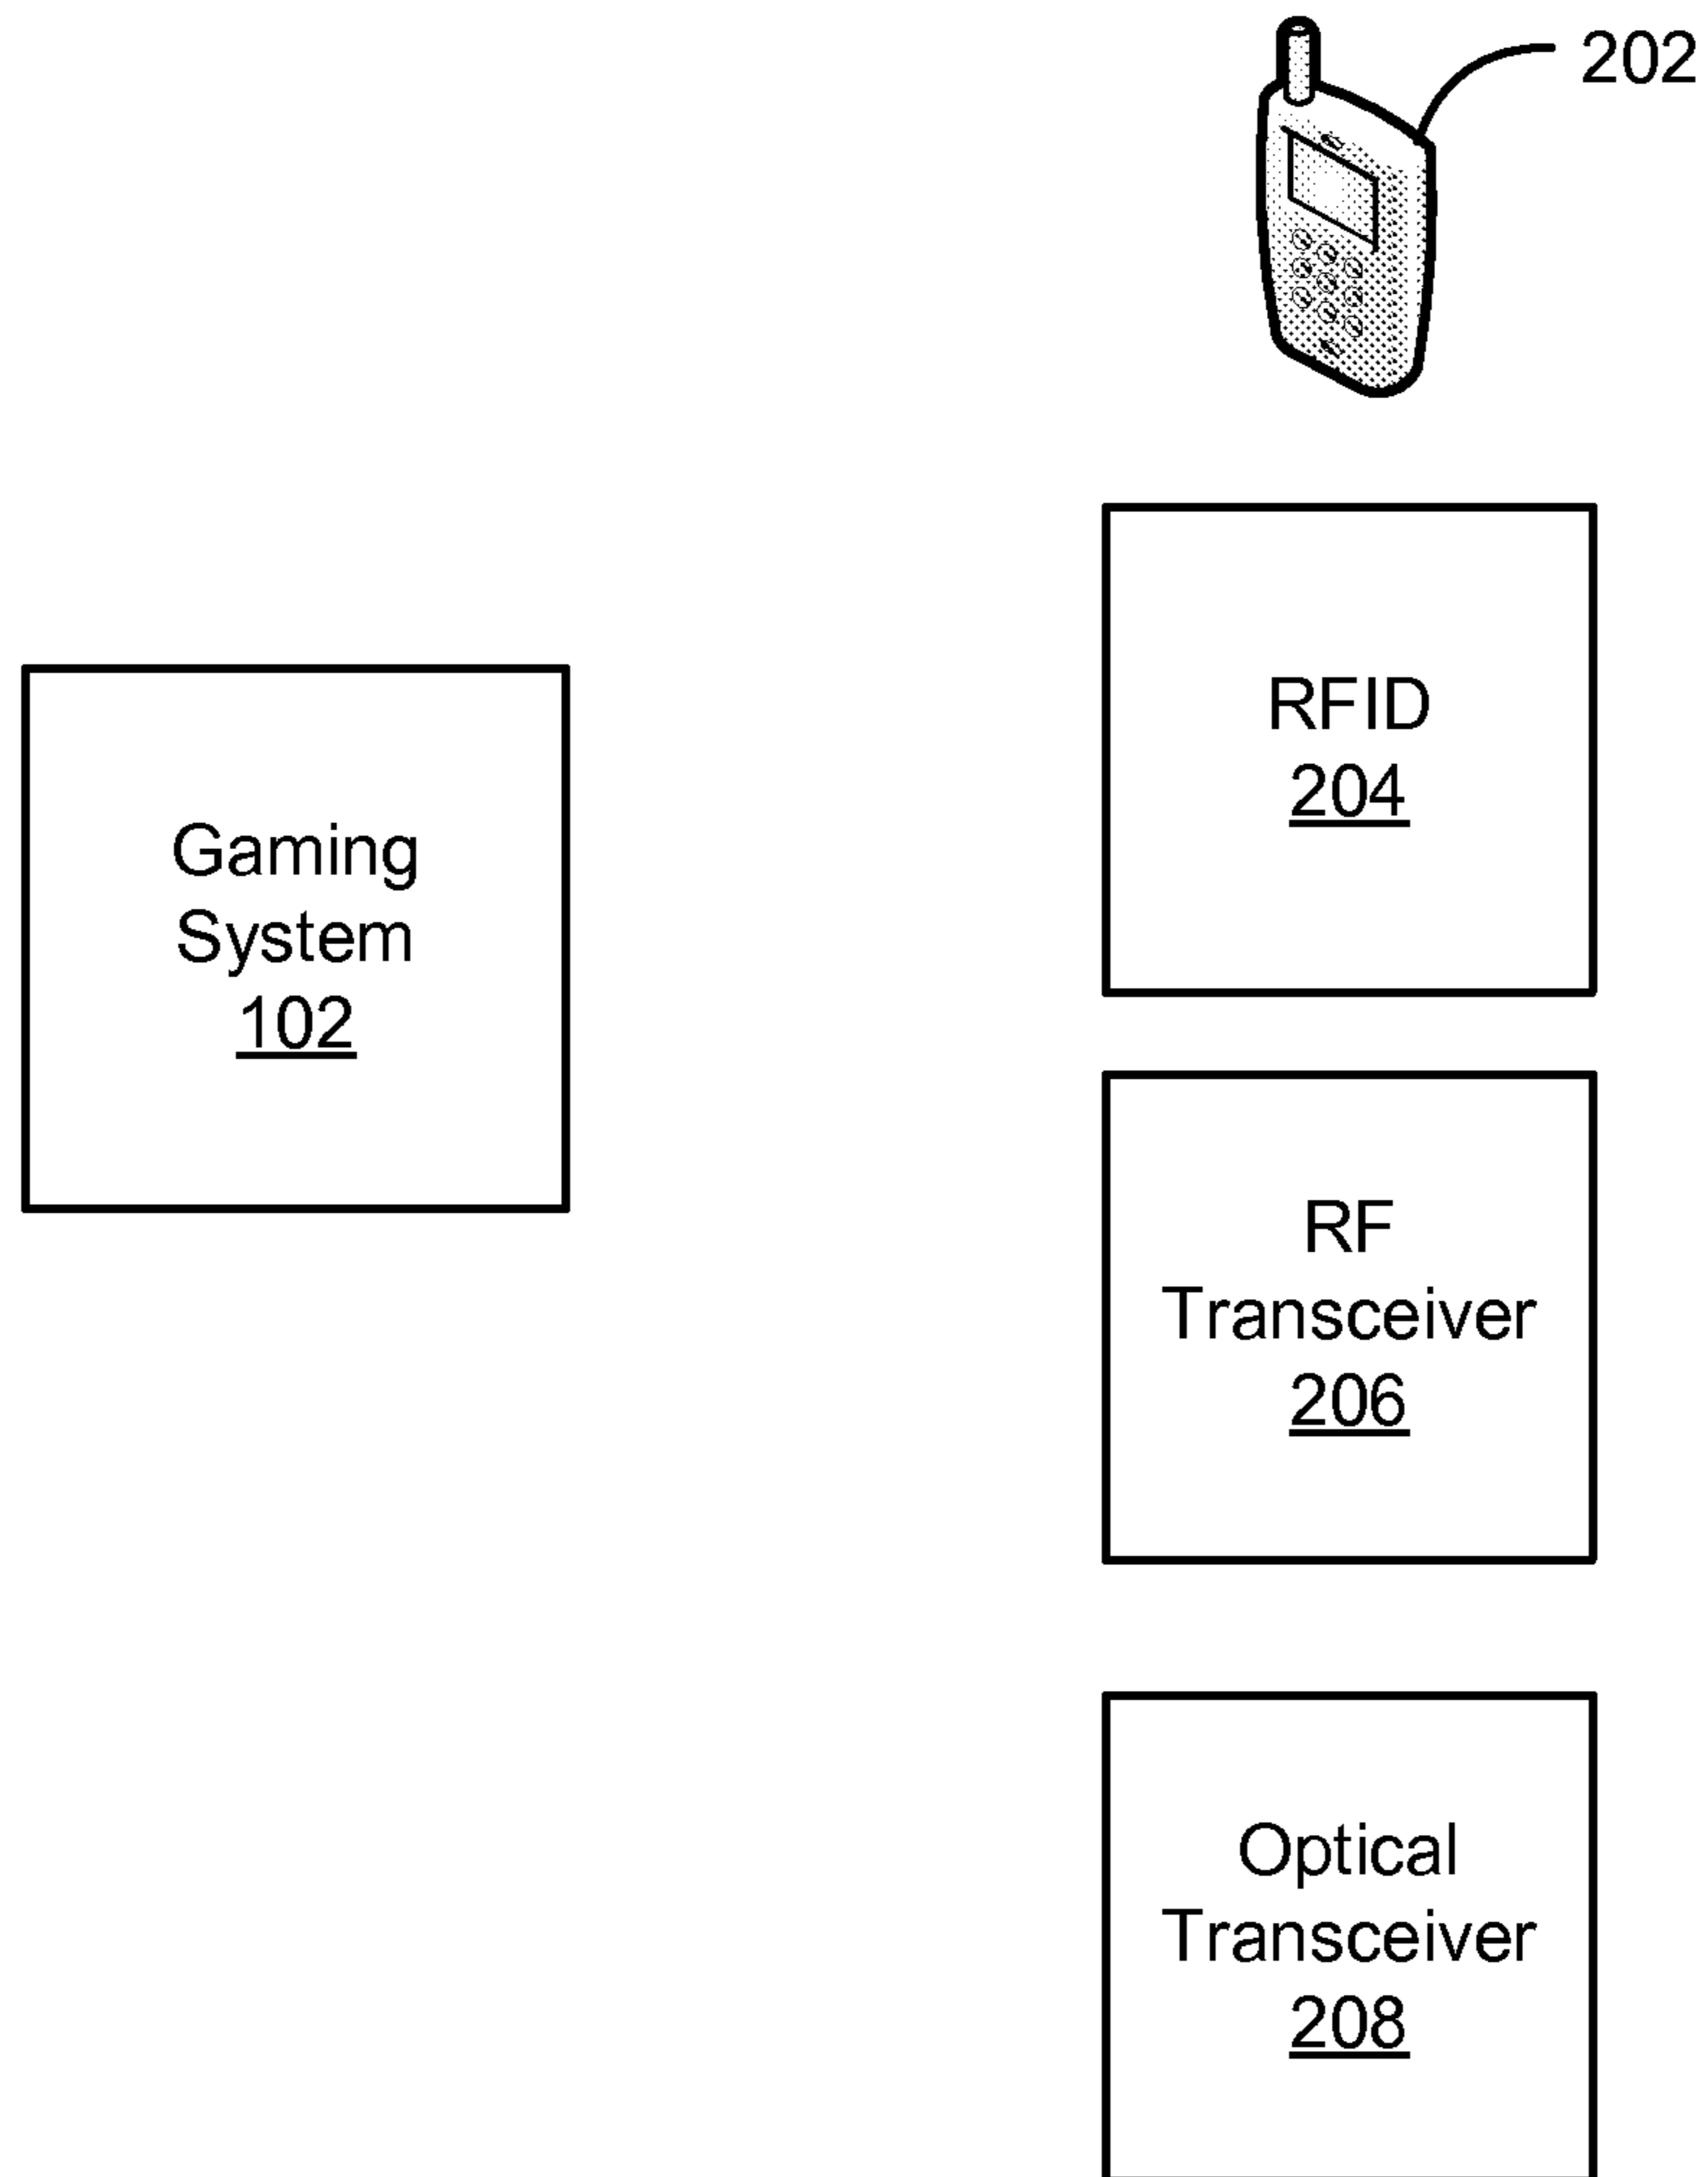 202
RFID
204
Gaming
System
102
RF
Transceiver
206
Optical
Transceiver
208